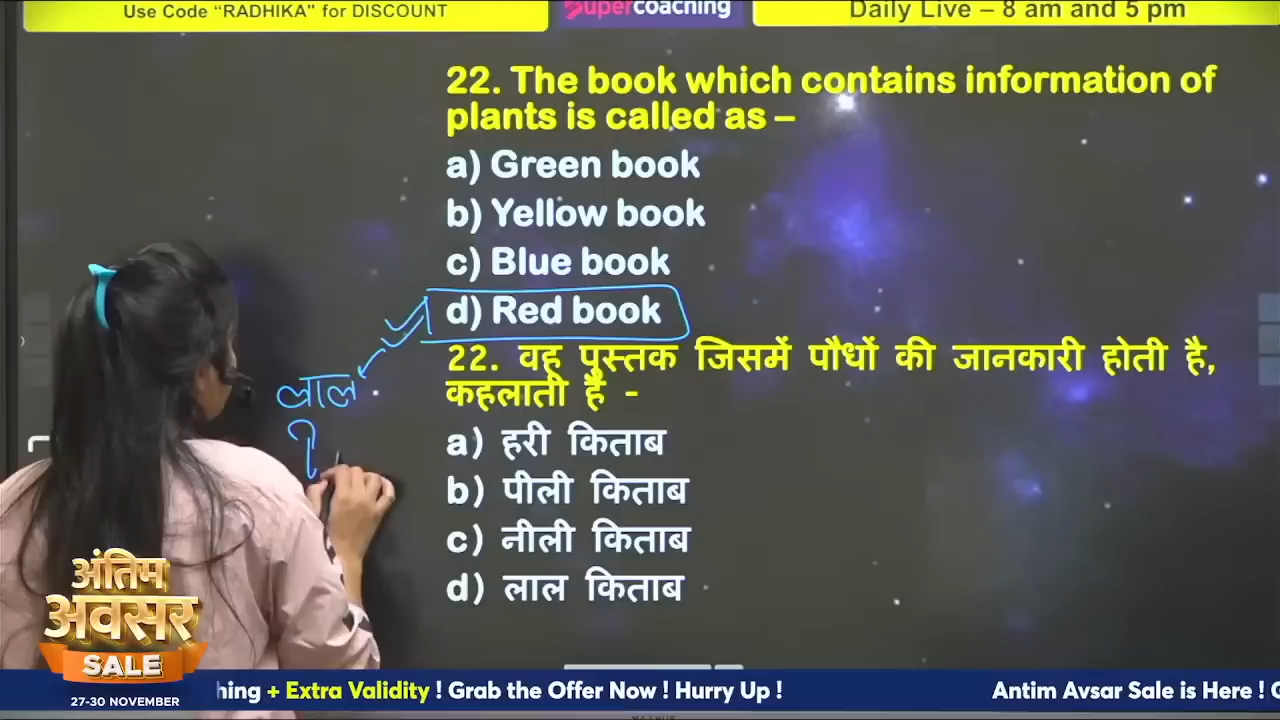 Use Code “RADHIKA” for DISCOUNT
Supercoaching
Daily Live – 8 am and 5 pm
22. The book which contains information of
plants is called as –
a) Green book
b) Yellow book
c) Blue book
d) Red book
लाल
22. वह पुस्तक जिसमें पौधों की जानकारी होती है,
कहलाती है -
a) हरी किताब
b) पीली किताब
c) नीली किताब
d) लाल किताब
अंतिम
अवसर
SALE
27-30 NOVEMBER
+ Extra Validity ! Grab the Offer Now ! Hurry Up !
Antim Avsar Sale is Here !